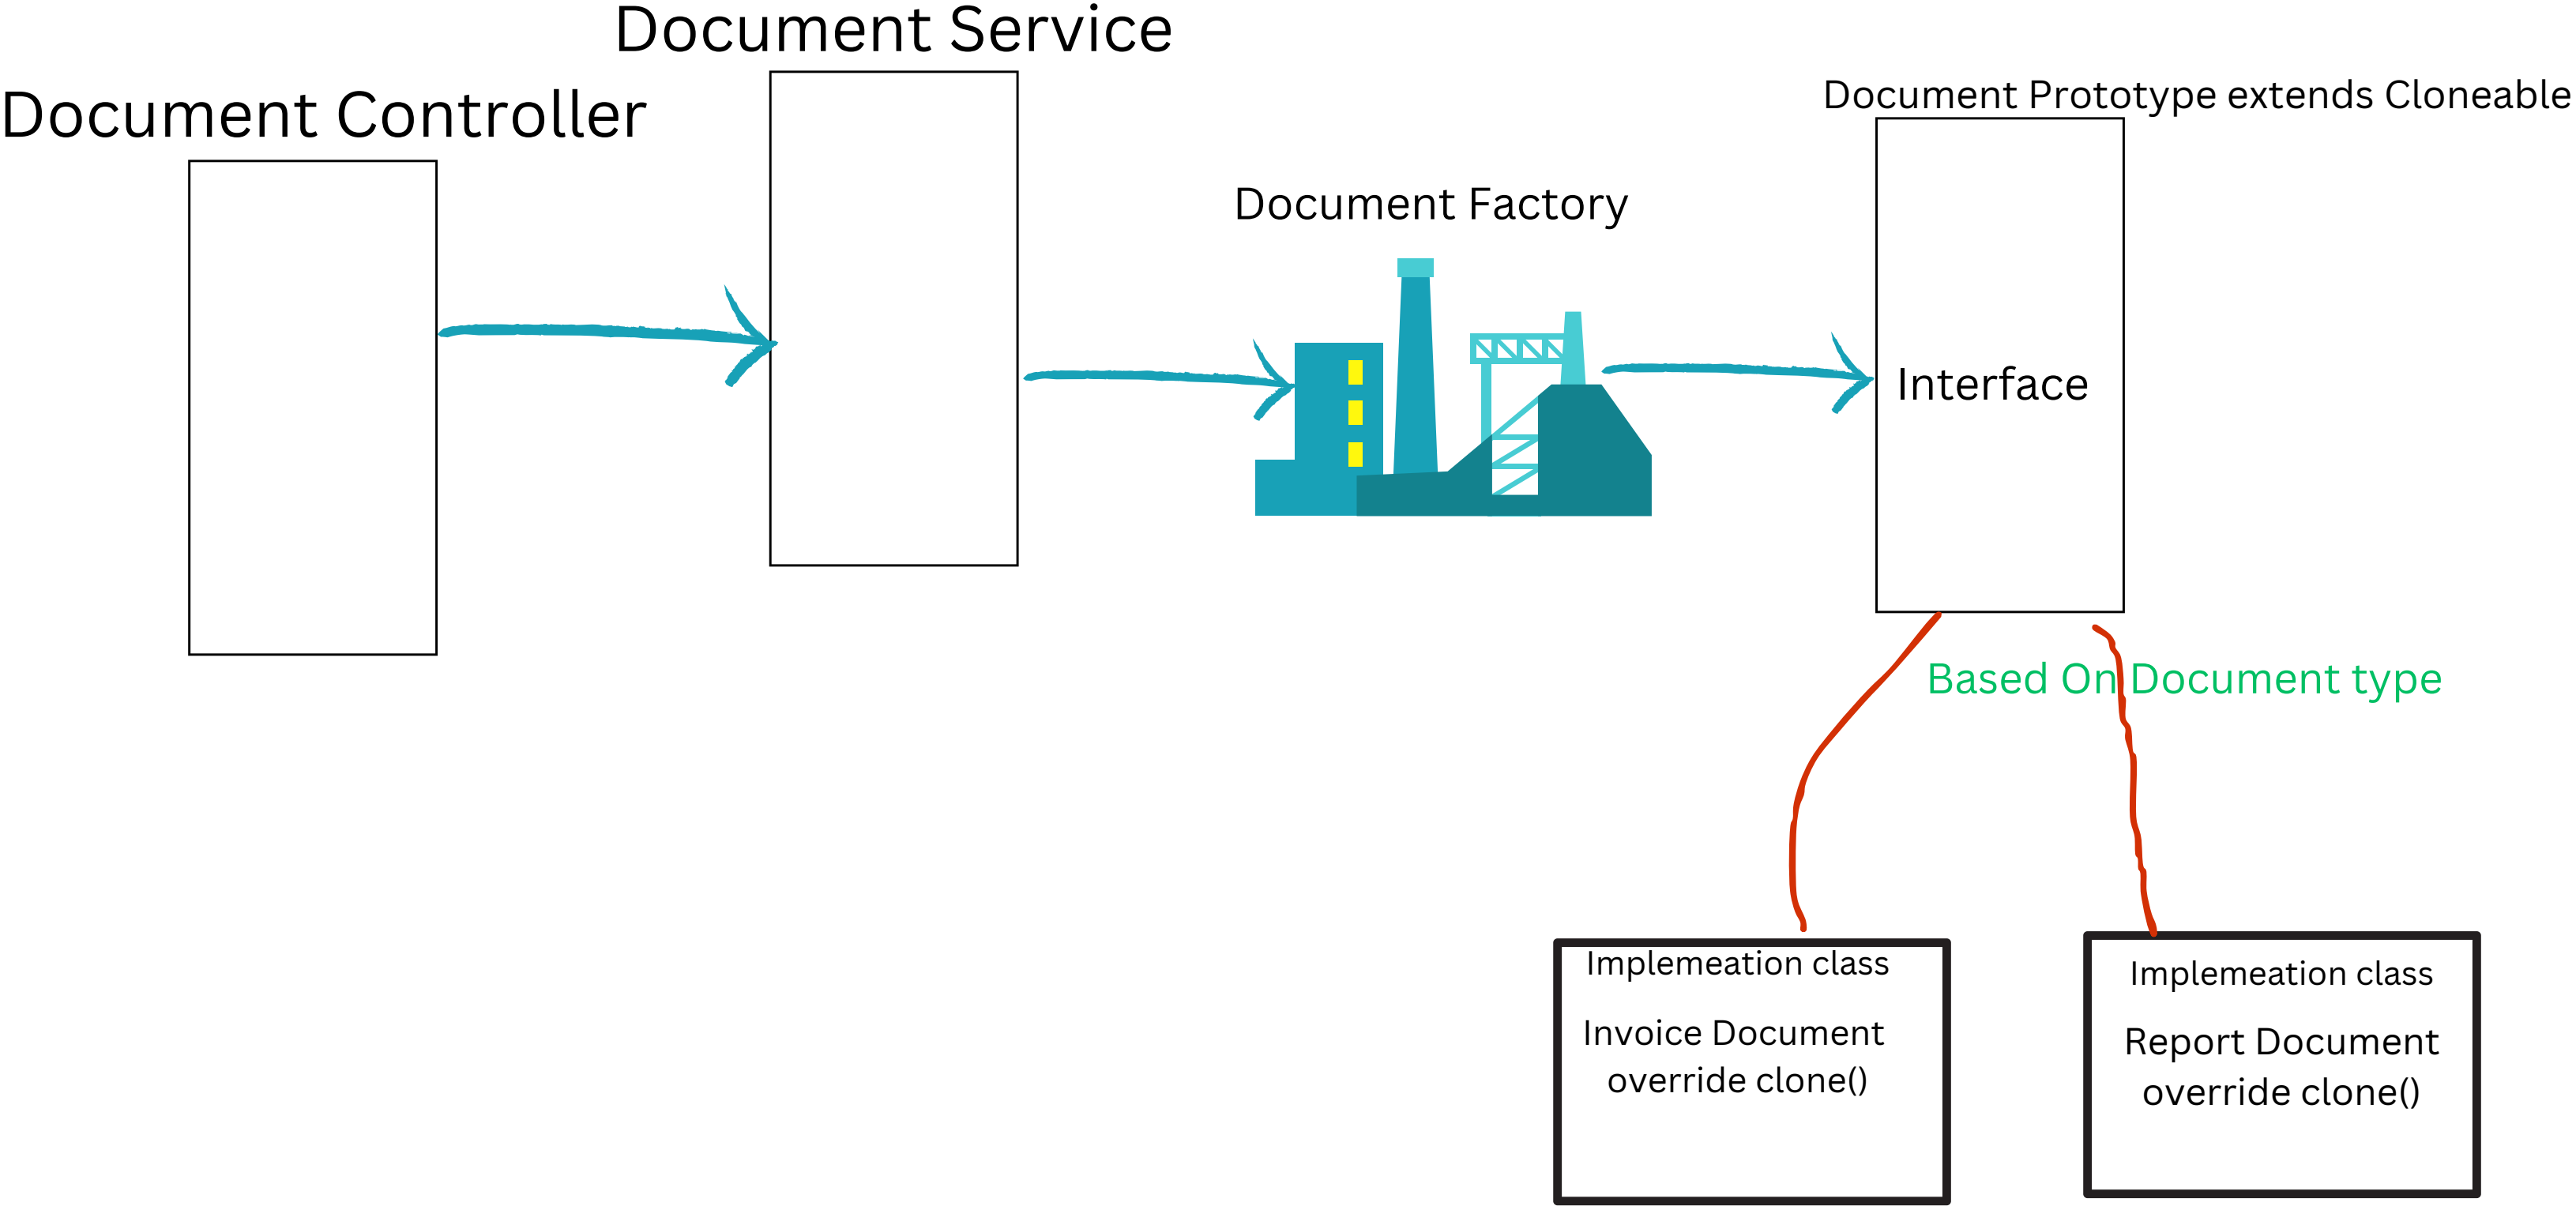 Document Service
Document Controller
Document Prototype extends Cloneable
Document Factory
Interface
Based On Document type
Implemeation class
Invoice Document
override clone()
Implemeation class
Report Document
override clone()